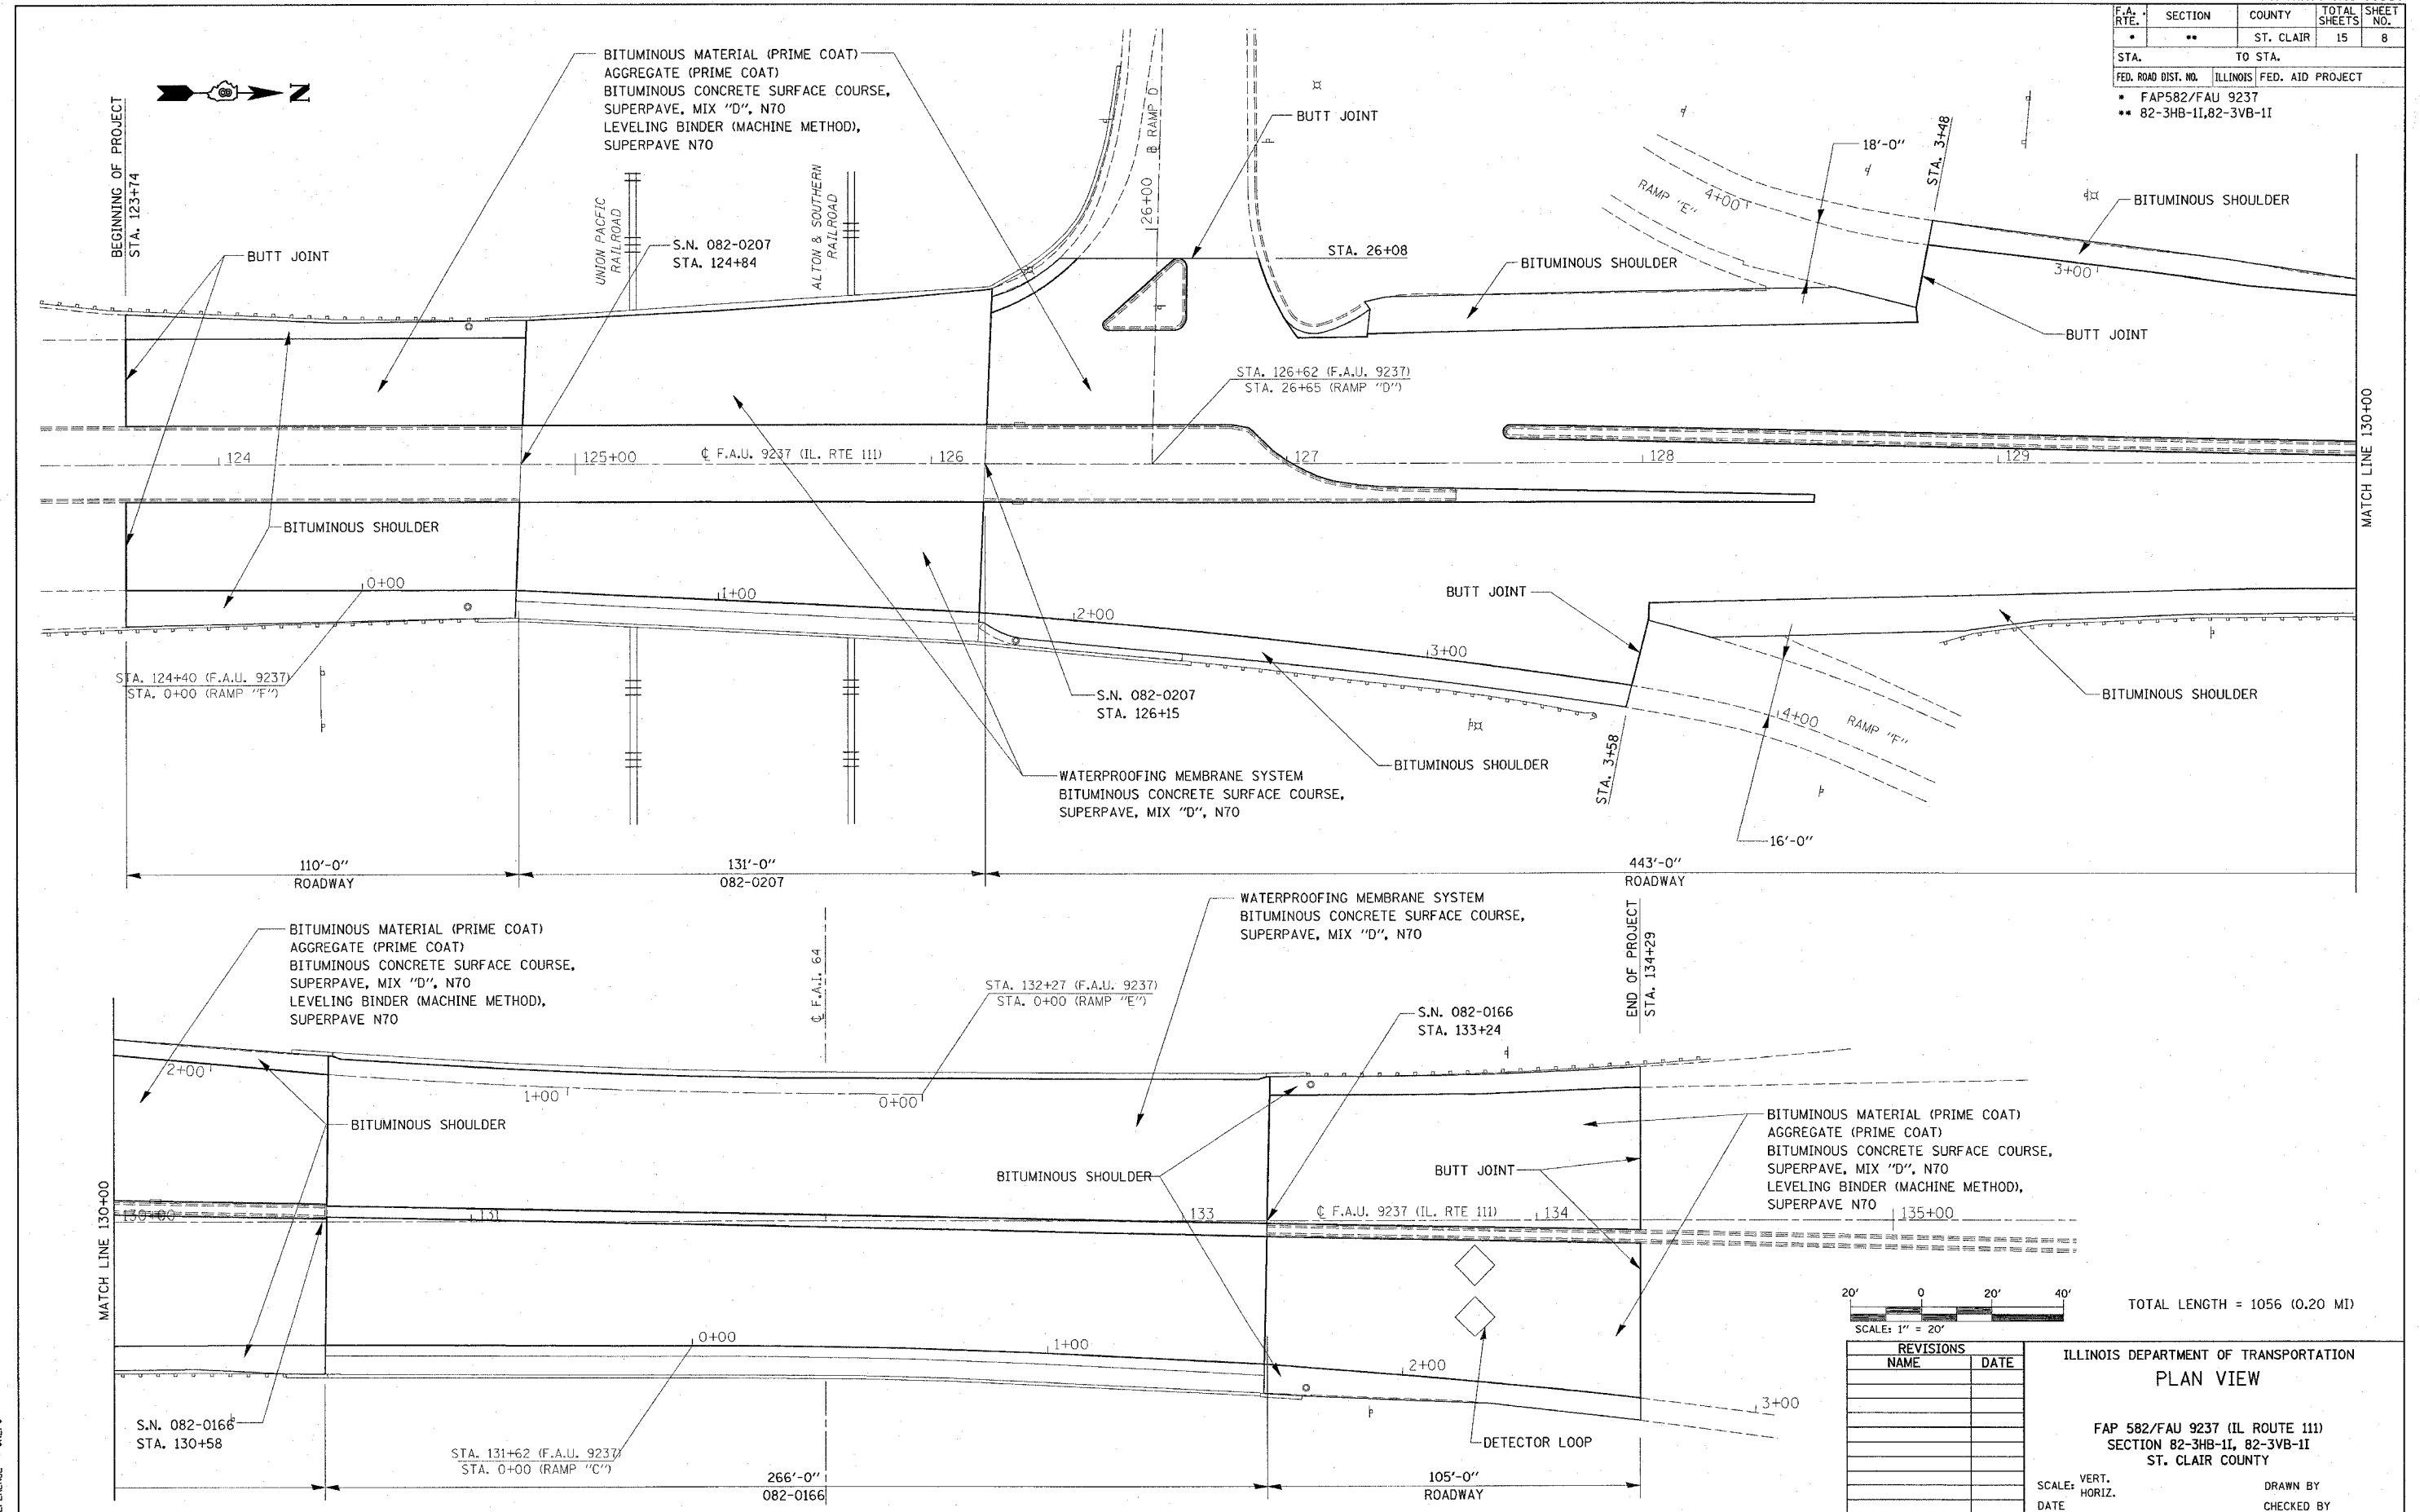 F.A. RTE. SECTION COUNTY TOTAL SHEETS SHEET NO.
* ** ST. CLAIR 15 8
STA. TO STA.
FED. ROAD DIST. NO. ILLINOIS FED. AID PROJECT
* FAP582/FAU 9237
** 82-3HB-1I,82-3VB-1I
N
BEGINNING OF PROJECT
STA. 123+74
BITUMINOUS MATERIAL (PRIME COAT)
AGGREGATE (PRIME COAT)
BITUMINOUS CONCRETE SURFACE COURSE,
SUPERPAVE, MIX "D", N70
LEVELING BINDER (MACHINE METHOD),
SUPERPAVE N70
BUTT JOINT
UNION PACFIC
RAILROAD
S.N. 082-0207
STA. 124+84
ALTON & SOUTHERN
RAILROAD
℄ RAMP D
26+00
BUTT JOINT
STA. 26+08
BITUMINOUS SHOULDER
RAMP "E"
4+00
18'-0"
STA. 3+48
BITUMINOUS SHOULDER
3+00
BUTT JOINT
STA. 126+62 (F.A.U. 9237)
STA. 26+65 (RAMP "D")
124
125+00
℄ F.A.U. 9237 (IL. RTE 111)
126
127
128
129
MATCH LINE 130+00
BITUMINOUS SHOULDER
0+00
1+00
2+00
3+00
BUTT JOINT
STA. 124+40 (F.A.U. 9237)
STA. 0+00 (RAMP "F")
S.N. 082-0207
STA. 126+15
BITUMINOUS SHOULDER
STA. 3+58
4+00
RAMP "F"
BITUMINOUS SHOULDER
16'-0"
WATERPROOFING MEMBRANE SYSTEM
BITUMINOUS CONCRETE SURFACE COURSE,
SUPERPAVE, MIX "D", N70
110'-0"
ROADWAY
131'-0"
082-0207
443'-0"
ROADWAY
BITUMINOUS MATERIAL (PRIME COAT)
AGGREGATE (PRIME COAT)
BITUMINOUS CONCRETE SURFACE COURSE,
SUPERPAVE, MIX "D", N70
LEVELING BINDER (MACHINE METHOD),
SUPERPAVE N70
℄ F.A.I. 64
STA. 132+27 (F.A.U. 9237)
STA. 0+00 (RAMP "E")
WATERPROOFING MEMBRANE SYSTEM
BITUMINOUS CONCRETE SURFACE COURSE,
SUPERPAVE, MIX "D", N70
S.N. 082-0166
STA. 133+24
END OF PROJECT
STA. 134+29
2+00
1+00
0+00
BITUMINOUS SHOULDER
BITUMINOUS SHOULDER
BUTT JOINT
BITUMINOUS MATERIAL (PRIME COAT)
AGGREGATE (PRIME COAT)
BITUMINOUS CONCRETE SURFACE COURSE,
SUPERPAVE, MIX "D", N70
LEVELING BINDER (MACHINE METHOD),
SUPERPAVE N70
MATCH LINE 130+00
130+00
131
133
℄ F.A.U. 9237 (IL. RTE 111)
134
135+00
0+00
1+00
2+00
3+00
S.N. 082-0166
STA. 130+58
STA. 131+62 (F.A.U. 9237)
STA. 0+00 (RAMP "C")
DETECTOR LOOP
266'-0"
082-0166
105'-0"
ROADWAY
20' 0 20' 40'
SCALE: 1" = 20'
TOTAL LENGTH = 1056 (0.20 MI)
REVISIONS
NAME DATE
ILLINOIS DEPARTMENT OF TRANSPORTATION
PLAN VIEW
FAP 582/FAU 9237 (IL ROUTE 111)
SECTION 82-3HB-1I, 82-3VB-1I
ST. CLAIR COUNTY
SCALE: VERT.
HORIZ.
DRAWN BY
DATE
CHECKED BY